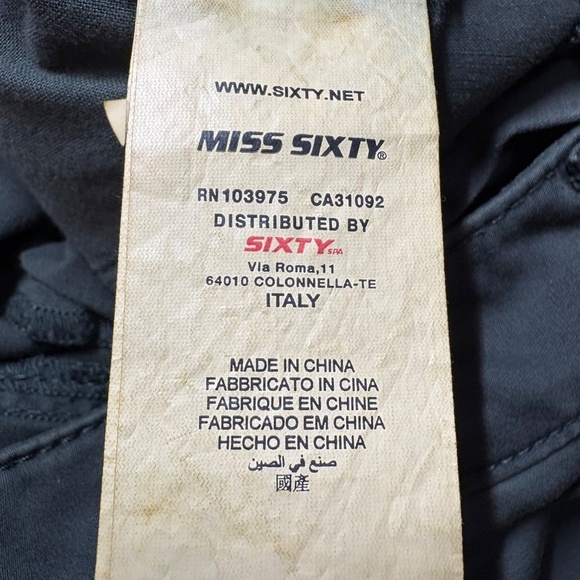 WWW.SIXTY.NET
MISS SIXTY®
RN103975 CA31092
DISTRIBUTED BY
SIXTY SPA
Via Roma,11
64010 COLONNELLA-TE
ITALY
MADE IN CHINA
FABBRICATO IN CINA
FABRIQUE EN CHINE
FABRICADO EM CHINA
HECHO EN CHINA
صنع في الصين
國產